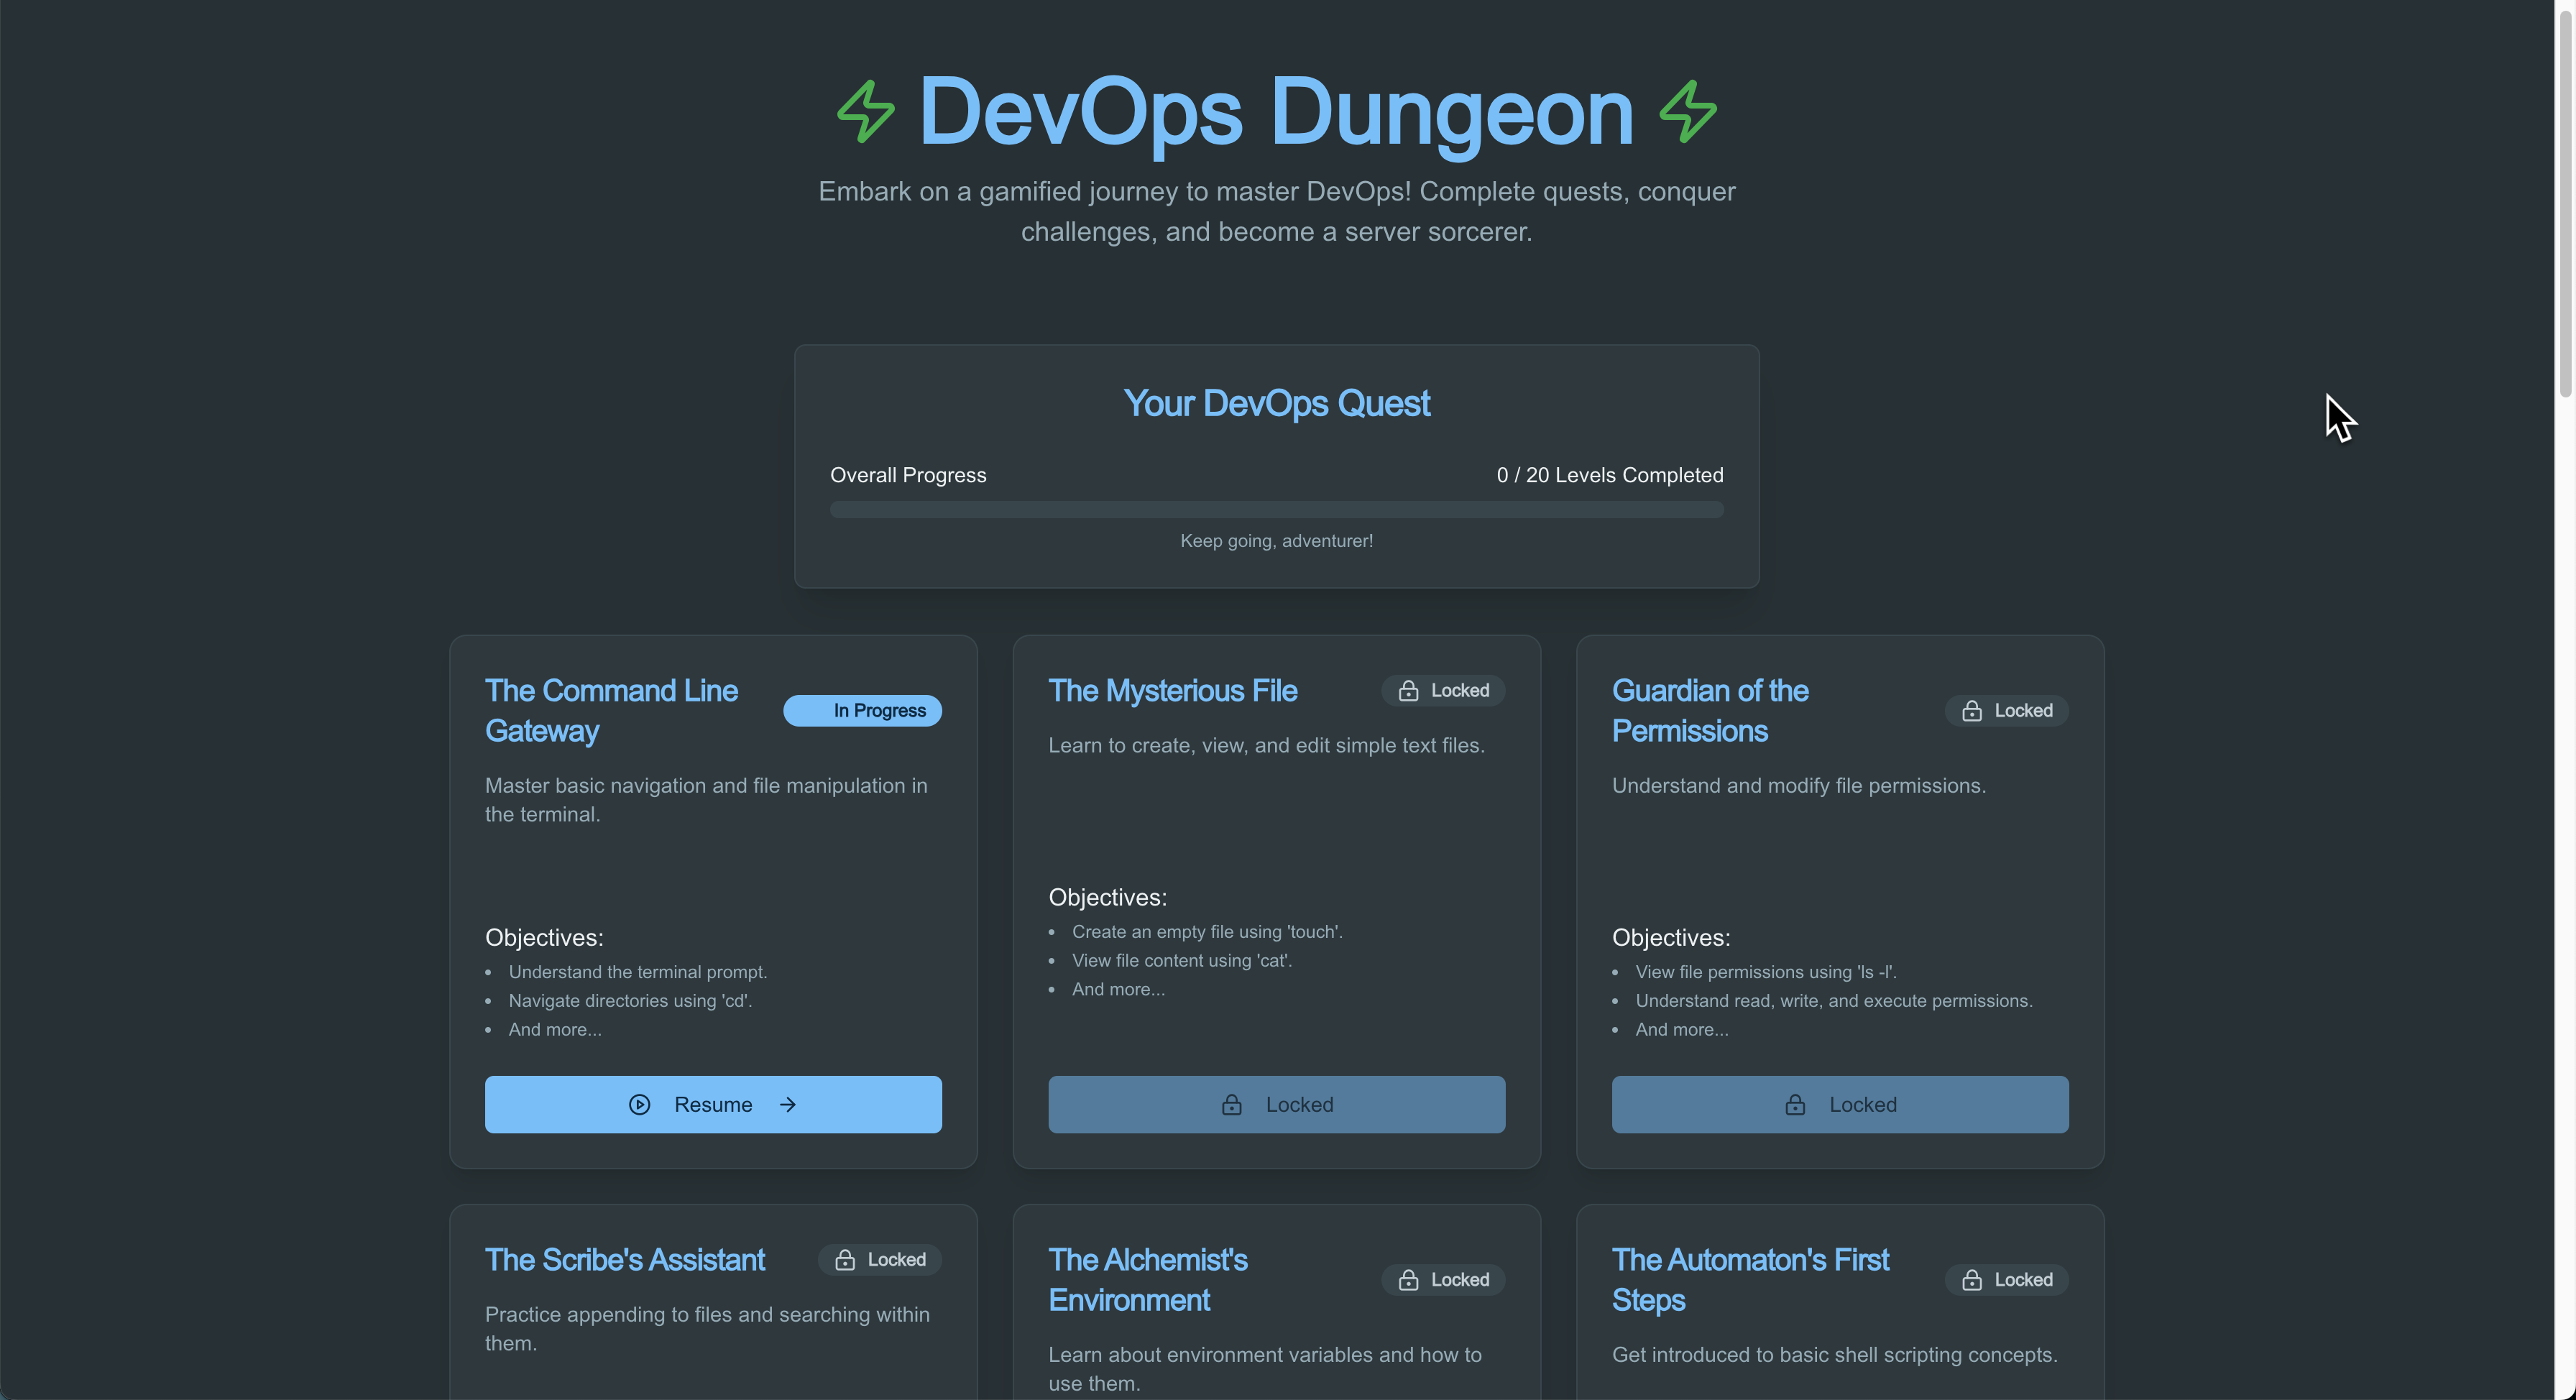 DevOps Dungeon
Embark on a gamified journey to master DevOps! Complete quests, conquer
challenges, and become a server sorcerer.
Your DevOps Quest
Overall Progress
0 / 20 Levels Completed
Keep going, adventurer!
The Command Line
Gateway
In Progress
Master basic navigation and file manipulation in
the terminal.
Objectives:
• Understand the terminal prompt.
• Navigate directories using 'cd'.
• And more...
Resume
The Mysterious File
Locked
Learn to create, view, and edit simple text files.
Objectives:
• Create an empty file using 'touch'.
• View file content using 'cat'.
• And more...
Locked
Guardian of the
Permissions
Locked
Understand and modify file permissions.
Objectives:
• View file permissions using 'ls -l'.
• Understand read, write, and execute permissions.
• And more...
Locked
The Scribe's Assistant
Locked
Practice appending to files and searching within
them.
The Alchemist's
Environment
Locked
Learn about environment variables and how to
use them.
The Automaton's First
Steps
Locked
Get introduced to basic shell scripting concepts.